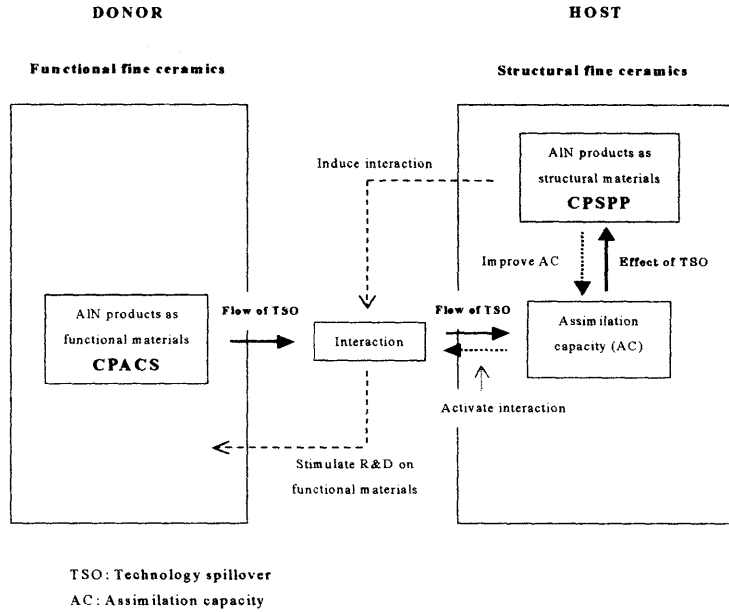 DONOR
HOST
Functional fine ceramics
Structural fine ceramics
Induce interaction
AlN products as
structural materials
CPSPP
Improve AC
Effect of TSO
AlN products as
functional materials
CPACS
Flow of TSO
Interaction
Flow of TSO
Assimilation
capacity (AC)
Activate interaction
Stimulate R&D on
functional materials
TSO: Technology spillover
AC: Assimilation capacity